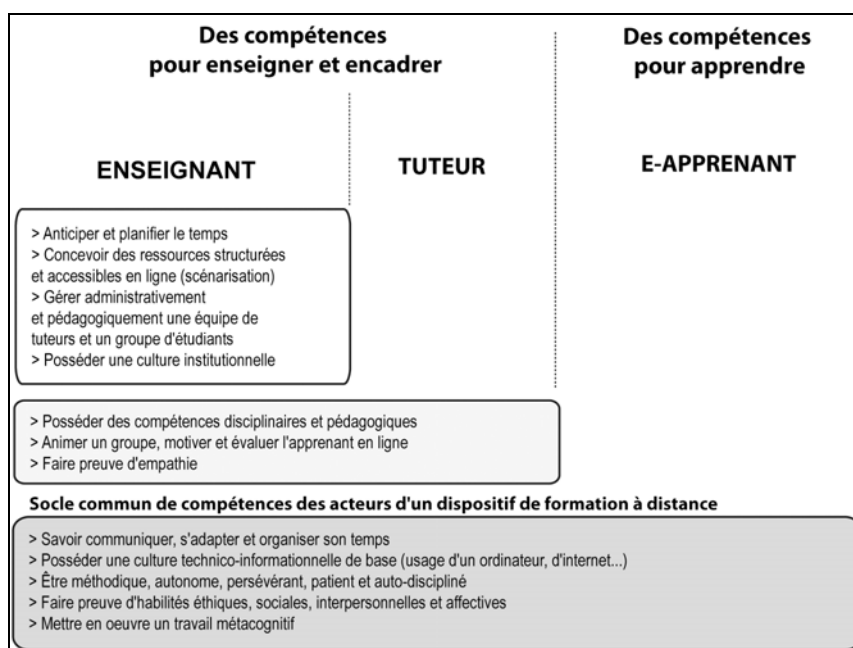 Des compétences
pour enseigner et encadrer
Des compétences
pour apprendre
ENSEIGNANT
TUTEUR
E-APPRENANT
> Anticiper et planifier le temps
> Concevoir des ressources structurées
et accessibles en ligne (scénarisation)
> Gérer administrativement
et pédagogiquement une équipe de
tuteurs et un groupe d'étudiants
> Posséder une culture institutionnelle
> Posséder des compétences disciplinaires et pédagogiques
> Animer un groupe, motiver et évaluer l'apprenant en ligne
> Faire preuve d'empathie
Socle commun de compétences des acteurs d'un dispositif de formation à distance
> Savoir communiquer, s'adapter et organiser son temps
> Posséder une culture technico-informationnelle de base (usage d'un ordinateur, d'internet...)
> Être méthodique, autonome, persévérant, patient et auto-discipliné
> Faire preuve d'habilités éthiques, sociales, interpersonnelles et affectives
> Mettre en oeuvre un travail métacognitif